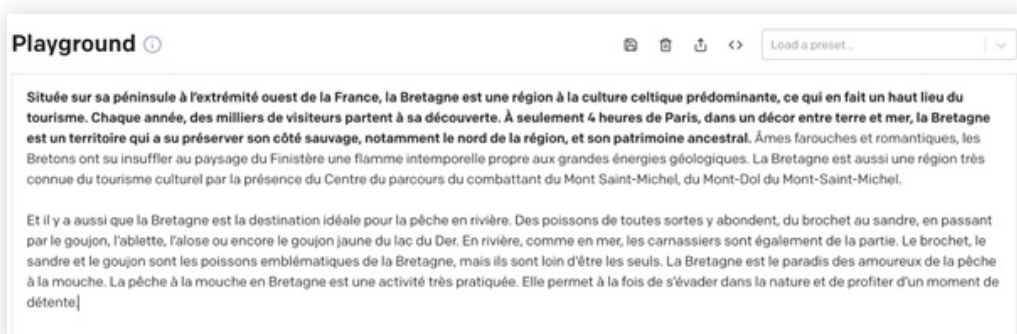 Playground
Load a preset...
Située sur sa péninsule à l'extrémité ouest de la France, la Bretagne est une région à la culture celtique prédominante, ce qui en fait un haut lieu du
tourisme. Chaque année, des milliers de visiteurs partent à sa découverte. À seulement 4 heures de Paris, dans un décor entre terre et mer, la Bretagne
est un territoire qui a su préserver son côté sauvage, notamment le nord de la région, et son patrimoine ancestral. Âmes farouches et romantiques, les
Bretons ont su insuffler au paysage du Finistère une flamme intemporelle propre aux grandes énergies géologiques. La Bretagne est aussi une région très
connue du tourisme culturel par la présence du Centre du parcours du combattant du Mont Saint-Michel, du Mont-Dol du Mont-Saint-Michel.
Et il y a aussi que la Bretagne est la destination idéale pour la pêche en rivière. Des poissons de toutes sortes y abondent, du brochet au sandre, en passant
par le goujon, l'ablette, l'alose ou encore le goujon jaune du lac du Der. En rivière, comme en mer, les carnassiers sont également de la partie. Le brochet, le
sandre et le goujon sont les poissons emblématiques de la Bretagne, mais ils sont loin d'être les seuls. La Bretagne est le paradis des amoureux de la pêche
à la mouche. La pêche à la mouche en Bretagne est une activité très pratiquée. Elle permet à la fois de s'évader dans la nature et de profiter d'un moment de
détente.